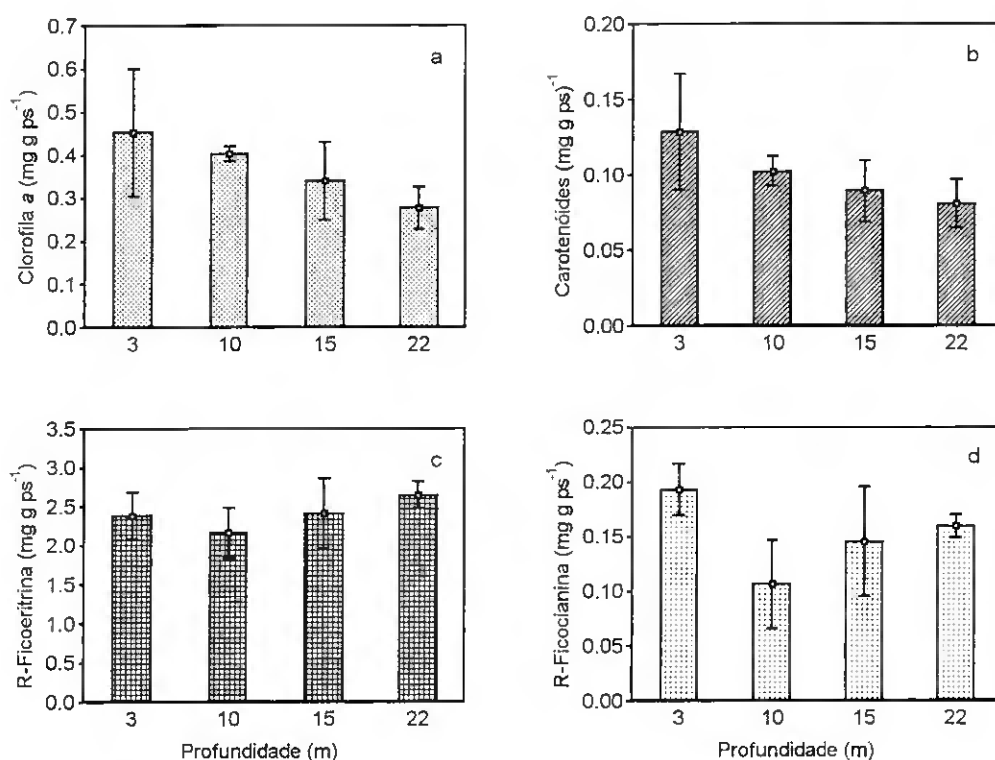 0.7
0.6
0.5
0.4
0.3
0.2
0.1
0.0
Clorofila a (mg g ps⁻¹)
a
3 10 15 22
0.20
0.15
0.10
0.05
0.00
Carotenóides (mg g ps)⁻¹
b
3 10 15 22
3.5
3.0
2.5
2.0
1.5
1.0
0.5
0.0
R-Ficoeritrina (mg g ps⁻¹)
c
3 10 15 22
Profundidade (m)
0.25
0.20
0.15
0.10
0.05
0.00
R-Ficocianina (mg g ps⁻¹)
d
3 10 15 22
Profundidade (m)